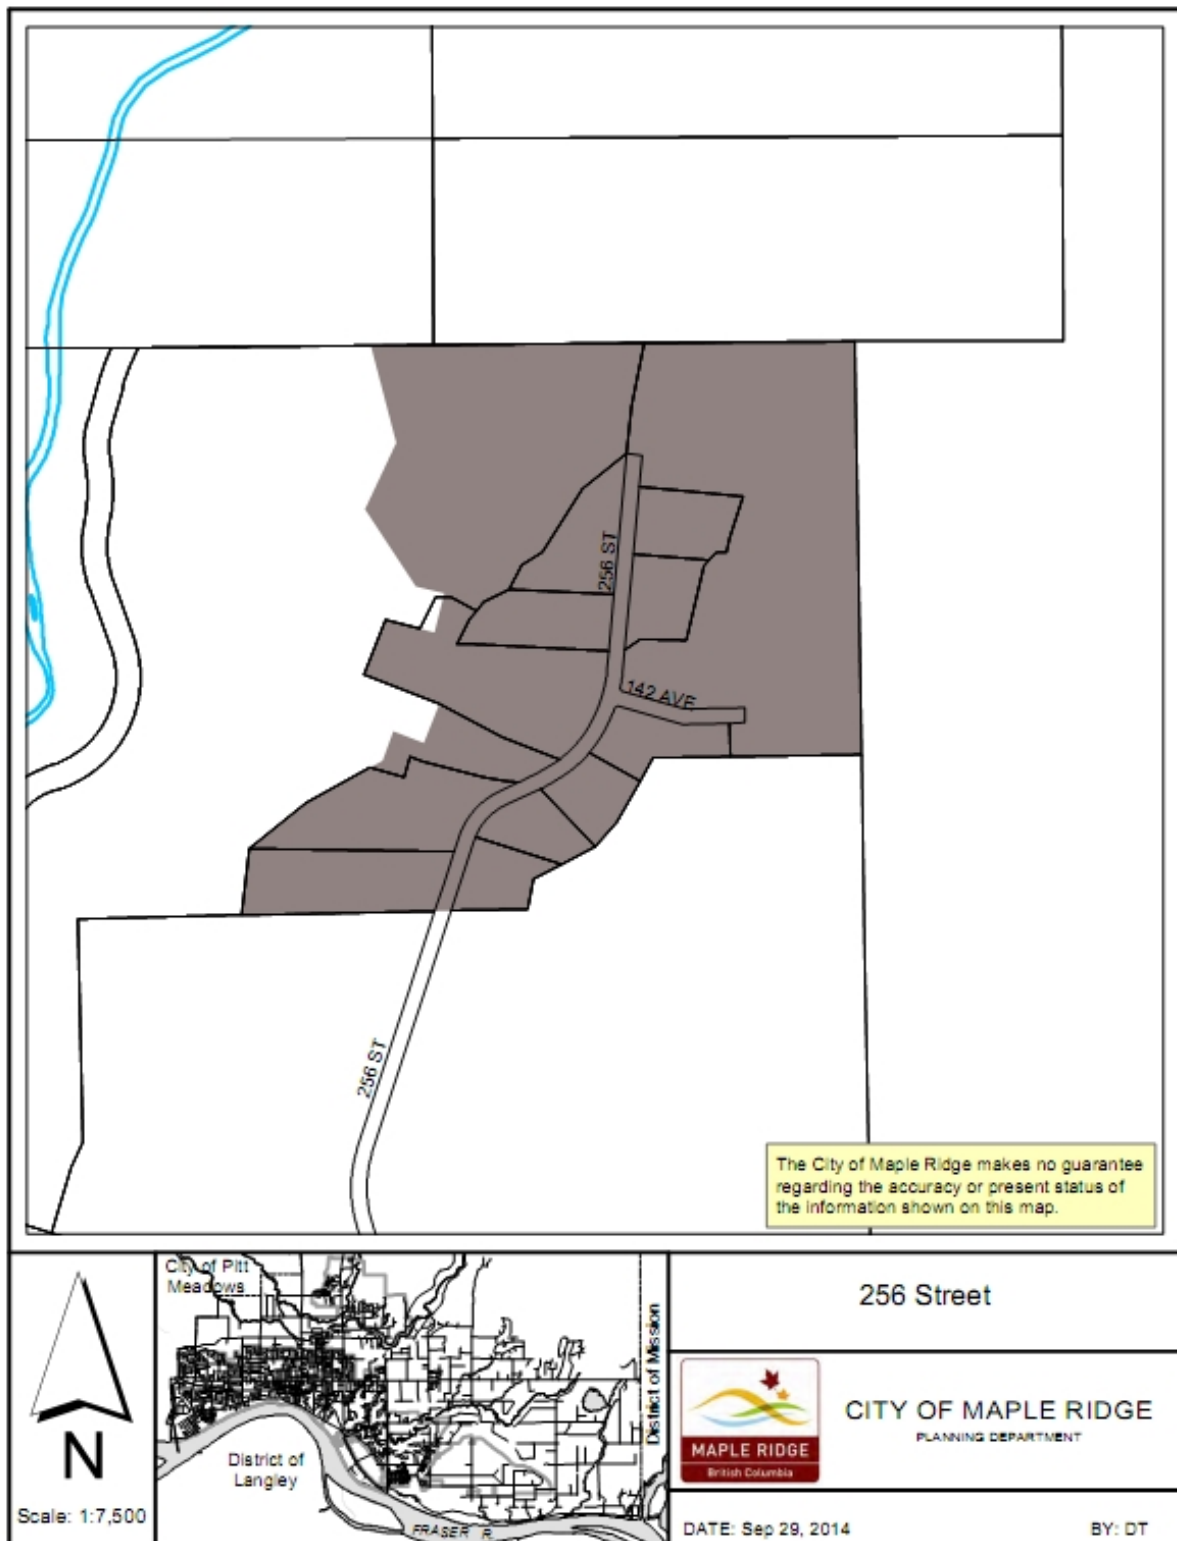 256 ST
142 AVE
256 ST
The City of Maple Ridge makes no guarantee
regarding the accuracy or present status of
the information shown on this map.
N
Scale: 1:7,500
City of Pitt
Meadows
District of Mission
District of
Langley
FRASER R.
256 Street
MAPLE RIDGE
British Columbia
CITY OF MAPLE RIDGE
PLANNING DEPARTMENT
DATE: Sep 29, 2014
BY: DT